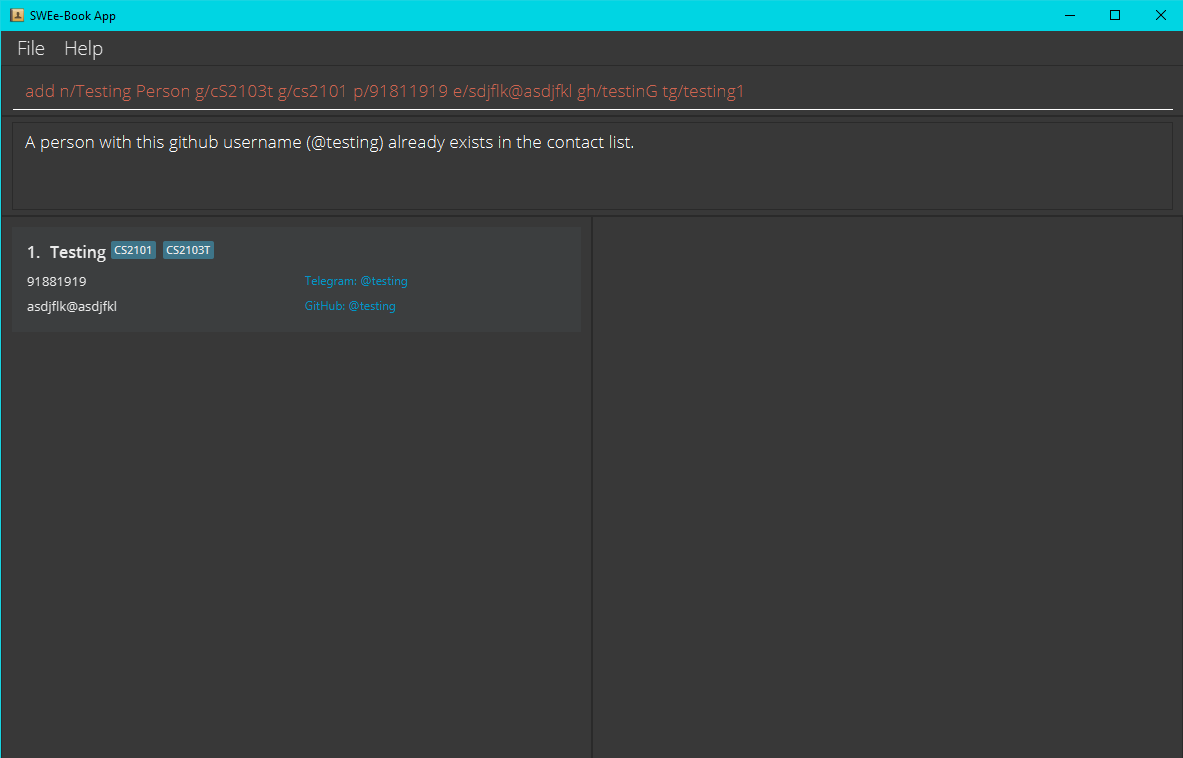 SWEe-Book App
File Help
add n/Testing Person g/cS2103t g/cs2101 p/91811919 e/sdjflk@asdjfkl gh/testinG tg/testing1
A person with this github username (@testing) already exists in the contact list.
1. Testing CS2101 CS2103T
91881919 Telegram: @testing
asdjflk@asdjfkl GitHub: @testing